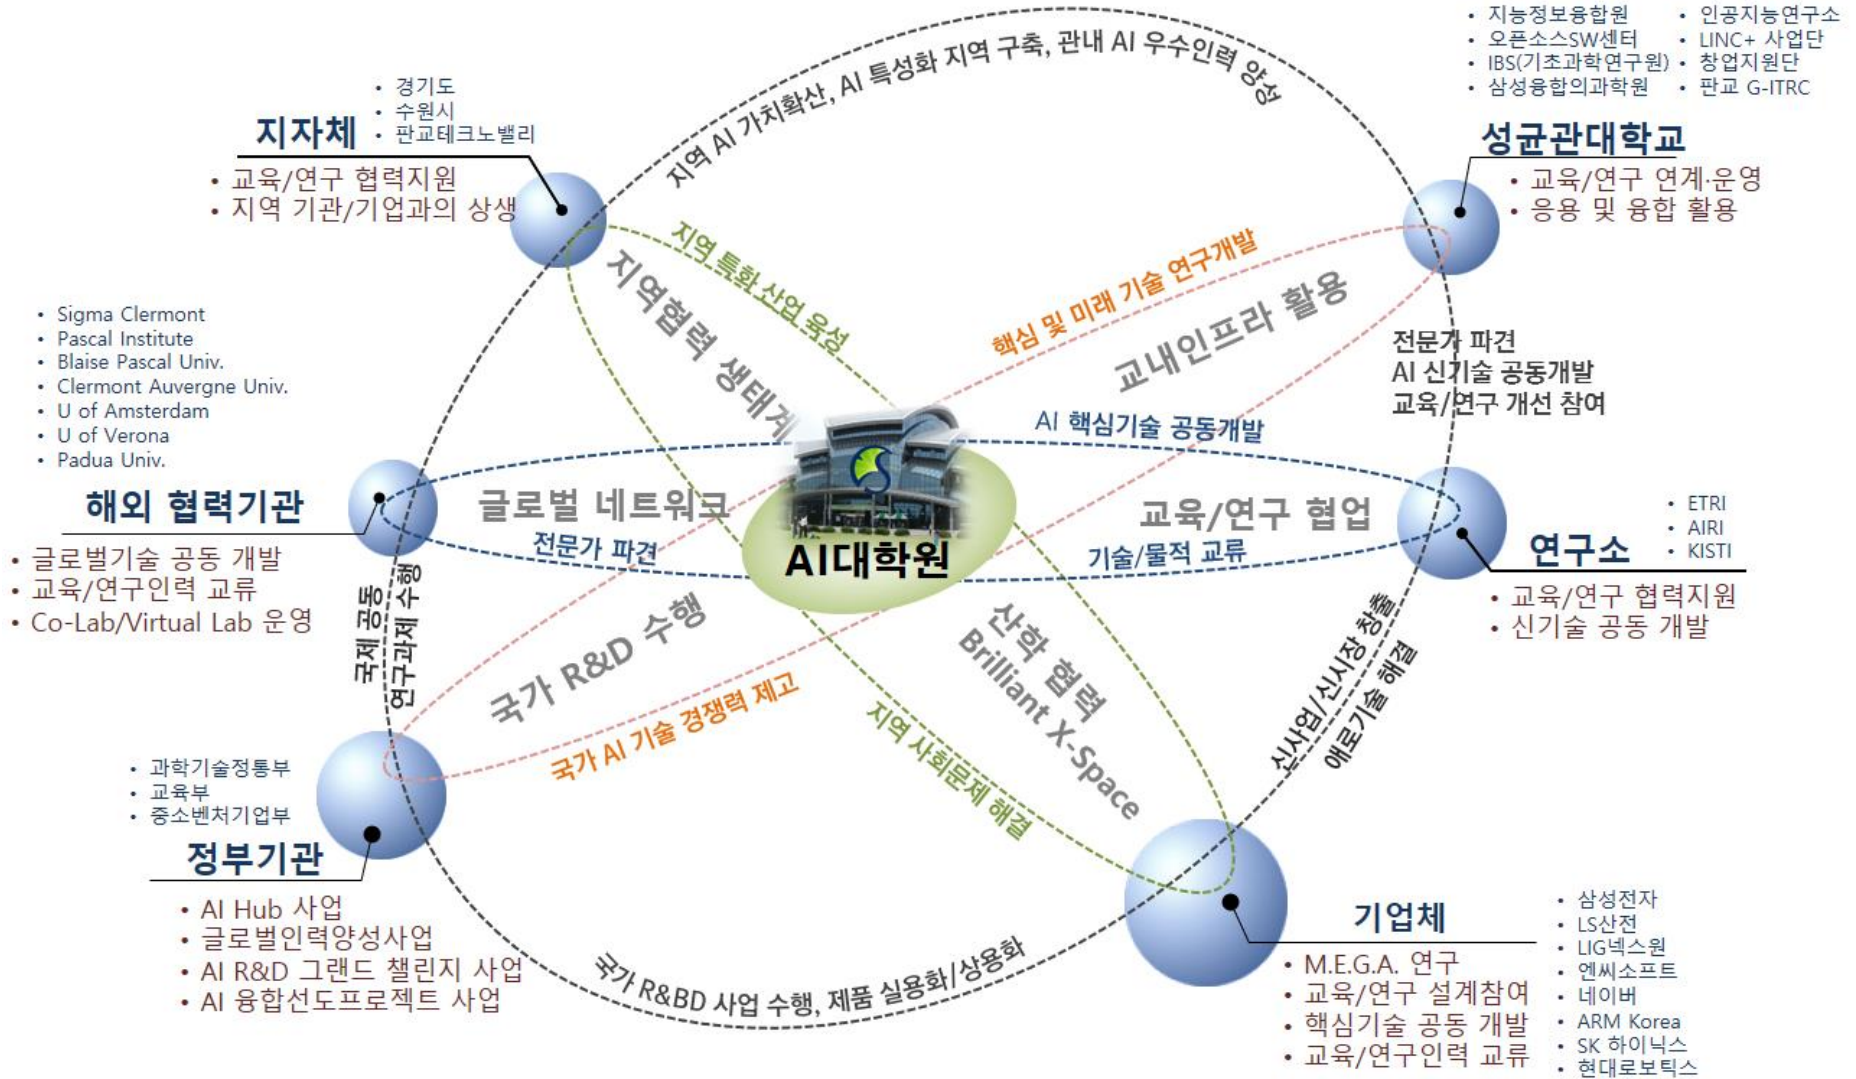 지역 AI 가치확산, AI 특성화 지역 구축, 관내 AI 우수인력 양성
• 경기도
• 수원시
• 판교테크노밸리
지자체
• 교육/연구 협력지원
• 지역 기관/기업과의 상생
• 지능정보융합원
• 오픈소스SW센터
• IBS(기초과학연구원)
• 삼성융합의과학원
• 인공지능연구소
• LINC+ 사업단
• 창업지원단
• 판교 G-ITRC
성균관대학교
• 교육/연구 연계·운영
• 응용 및 융합 활용
지역 특화 산업 육성
지역협력 생태계
핵심 및 미래 기술 연구개발
교내인프라 활용
전문가 파견
AI 신기술 공동개발
교육/연구 개선 참여
• Sigma Clermont
• Pascal Institute
• Blaise Pascal Univ.
• Clermont Auvergne Univ.
• U of Amsterdam
• U of Verona
• Padua Univ.
해외 협력기관
• 글로벌기술 공동 개발
• 교육/연구인력 교류
• Co-Lab/Virtual Lab 운영
글로벌 네트워크
전문가 파견
AI대학원
AI 핵심기술 공동개발
교육/연구 협업
기술/물적 교류
• ETRI
• AIRI
• KISTI
연구소
• 교육/연구 협력지원
• 신기술 공동 개발
국제 공동
연구과제 수행
국가 R&D 수행
국가 AI 기술 경쟁력 제고
산학 협력
Brilliant X-Space
지역 사회문제 해결
신사업/신시장 창출
애로기술 해결
• 과학기술정통부
• 교육부
• 중소벤처기업부
정부기관
• AI Hub 사업
• 글로벌인력양성사업
• AI R&D 그랜드 챌린지 사업
• AI 융합선도프로젝트 사업
국가 R&BD 사업 수행, 제품 실용화/상용화
기업체
• M.E.G.A. 연구
• 교육/연구 설계참여
• 핵심기술 공동 개발
• 교육/연구인력 교류
• 삼성전자
• LS산전
• LIG넥스원
• 엔씨소프트
• 네이버
• ARM Korea
• SK 하이닉스
• 현대로보틱스